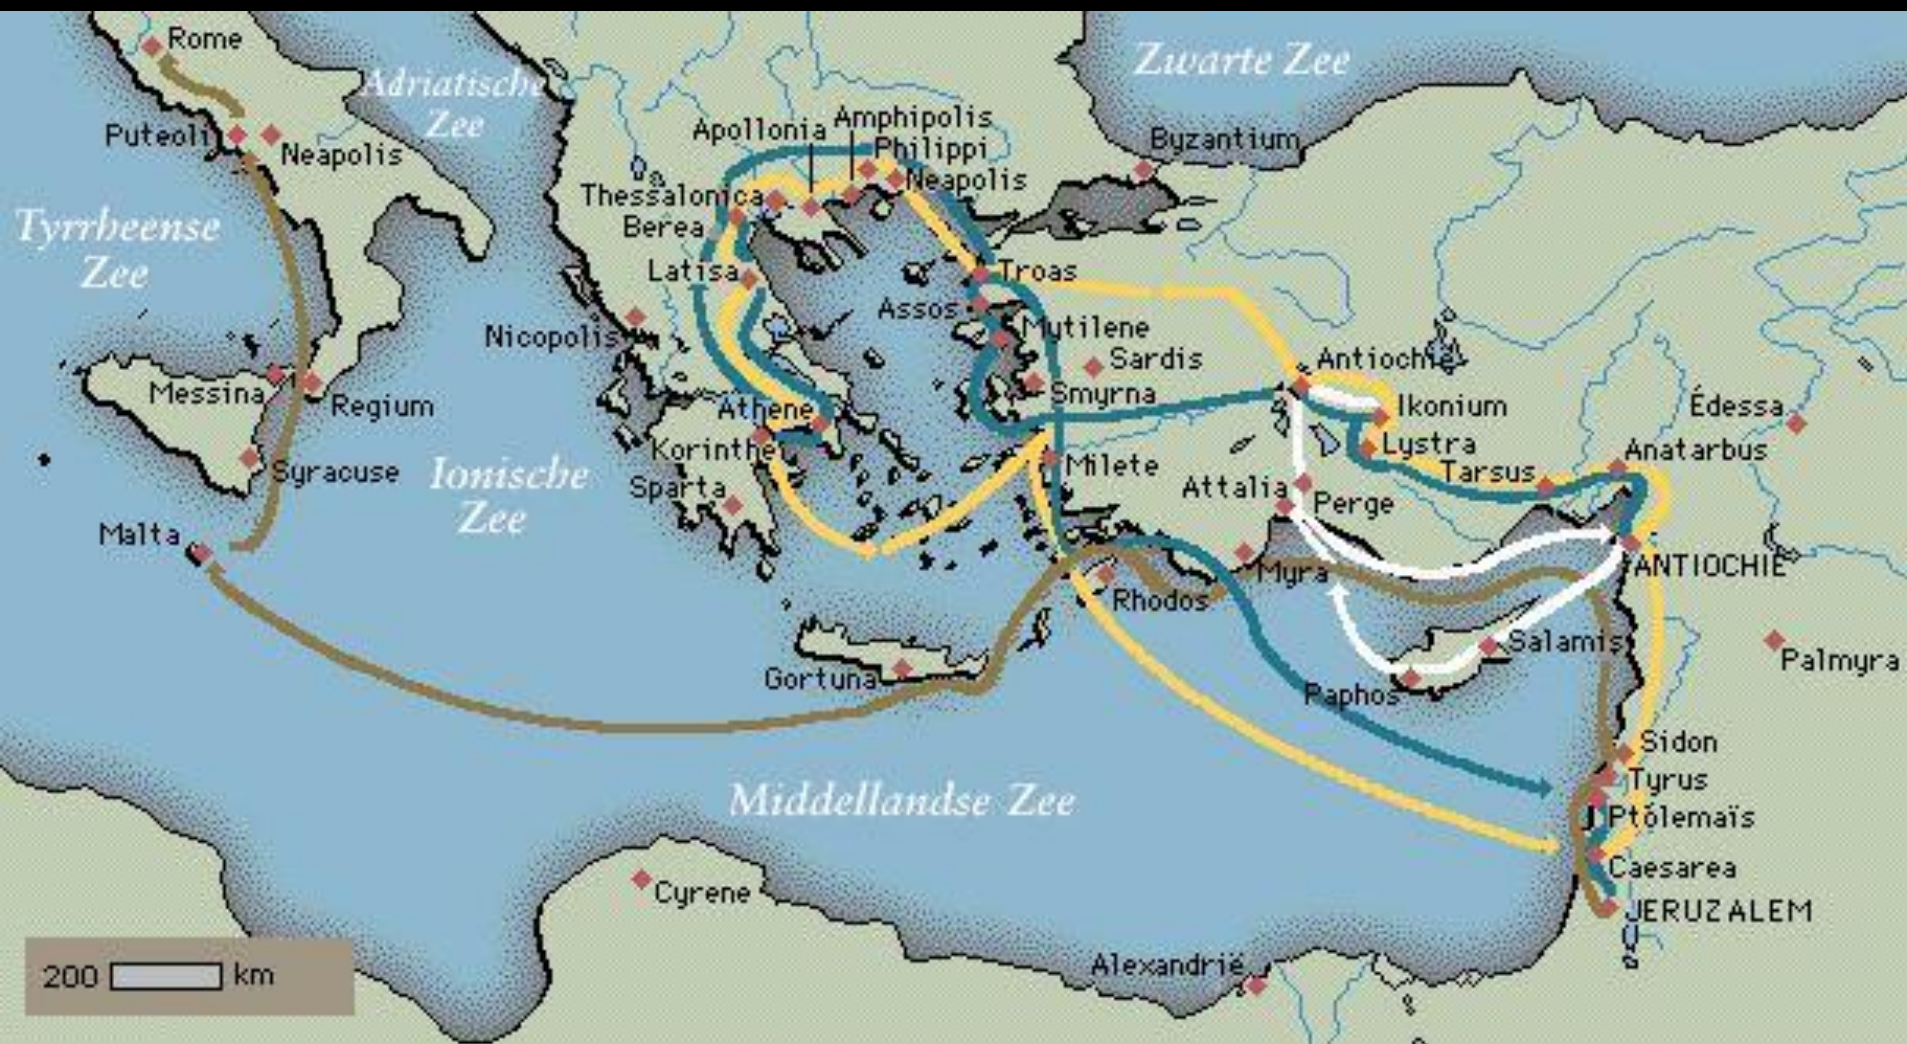 Rome
Adriatische
Zee
Zwarte Zee
Puteoli
Neapolis
Apollonia
Amphipolis
Philippi
Neapolis
Byzantium
Thessalonica
Berea
Tyrrheense
Zee
Latisa
Troas
Assos
Nicopolis
Mytilene
Sardis
Smyrna
Antiochie
Messina
Regium
Athene
Ikonium
Édessa
Korinthe
Lystra
Anatarbus
Syracuse
Ionische
Zee
Sparta
Milete
Tarsus
Attalia
Perge
Malta
Myra
ANTIOCHIE
Rhodos
Salamis
Palmyra
Gortuna
Paphos
Sidon
Tyrus
Middellandse Zee
Ptolemaïs
Caesarea
Cyrene
JERUZALEM
Alexandrië
200 km